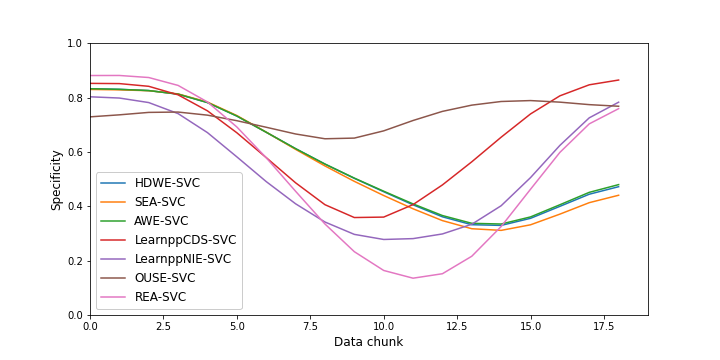 1.0
0.8
0.6
0.4
0.2
0.0
Specificity
HDWE-SVC
SEA-SVC
AWE-SVC
LearnppCDS-SVC
LearnppNIE-SVC
OUSE-SVC
REA-SVC
0.0 2.5 5.0 7.5 10.0 12.5 15.0 17.5
Data chunk